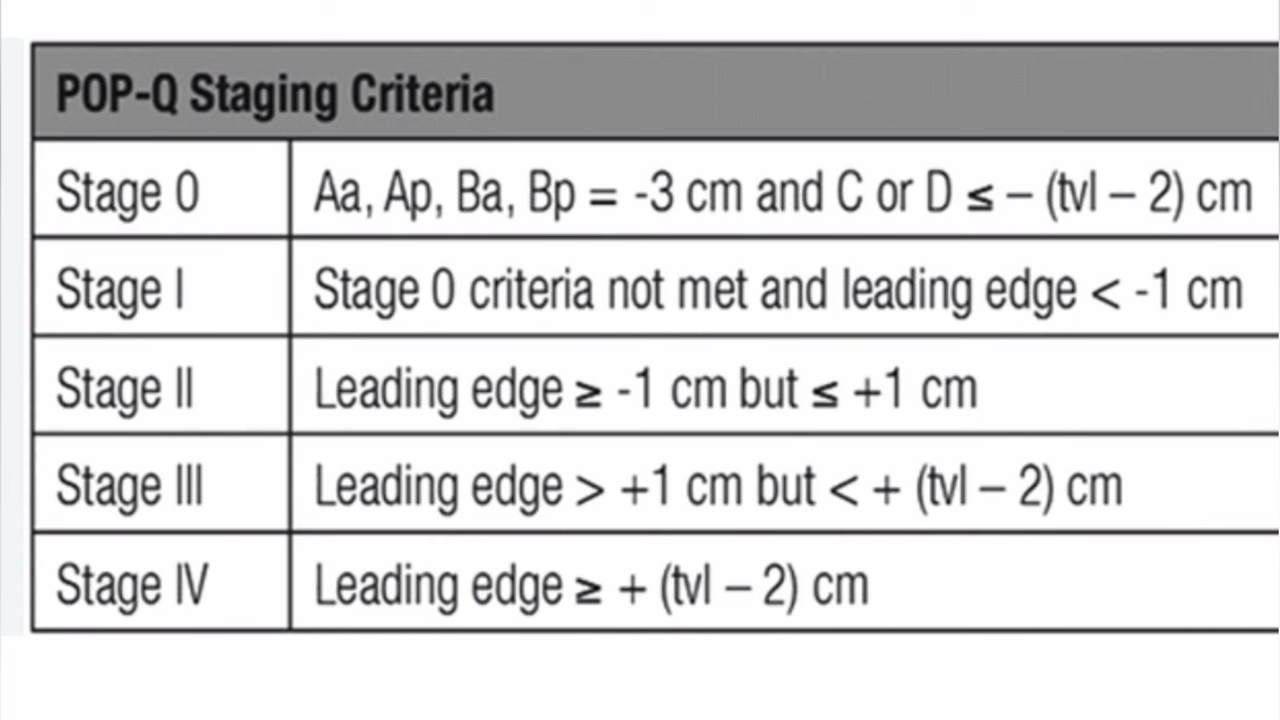 POP-Q Staging Criteria
Stage 0 Aa, Ap, Ba, Bp = -3 cm and C or D ≤ – (tvl – 2) cm
Stage I Stage 0 criteria not met and leading edge < -1 cm
Stage II Leading edge ≥ -1 cm but ≤ +1 cm
Stage III Leading edge > +1 cm but < + (tvl – 2) cm
Stage IV Leading edge ≥ + (tvl – 2) cm